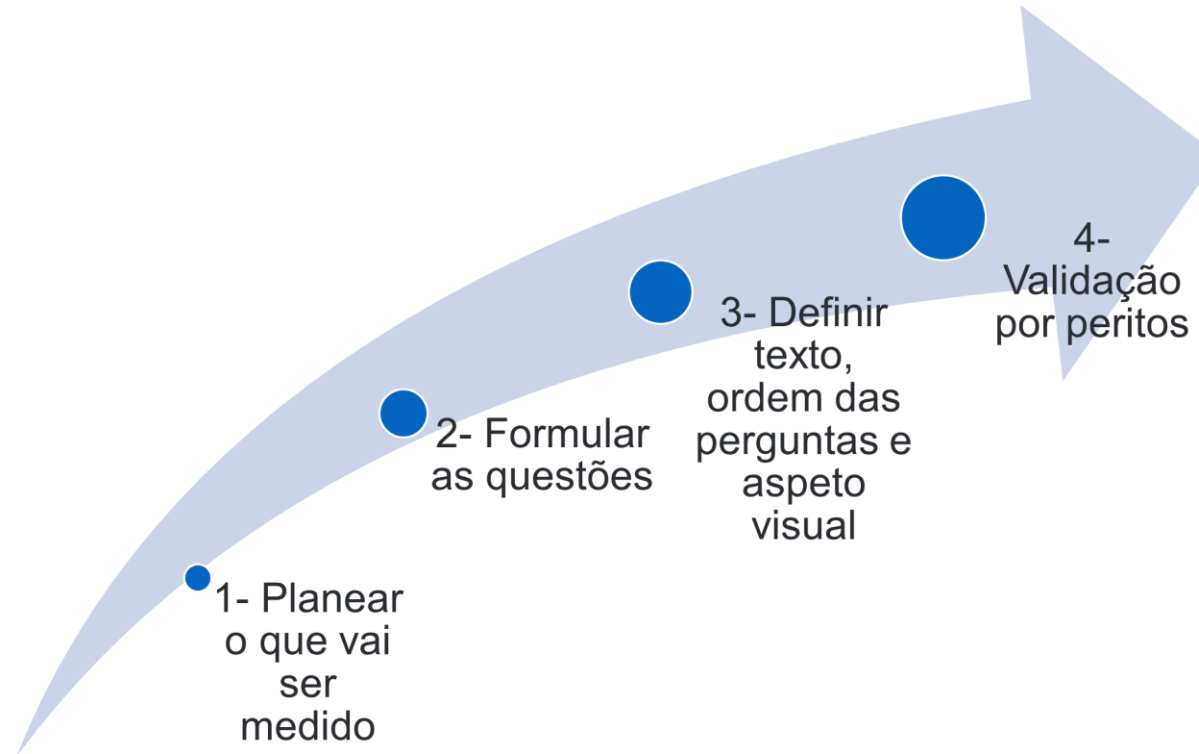 1- Planear
o que vai
ser
medido
2- Formular
as questões
3- Definir
texto,
ordem das
perguntas e
aspeto
visual
4-
Validação
por peritos